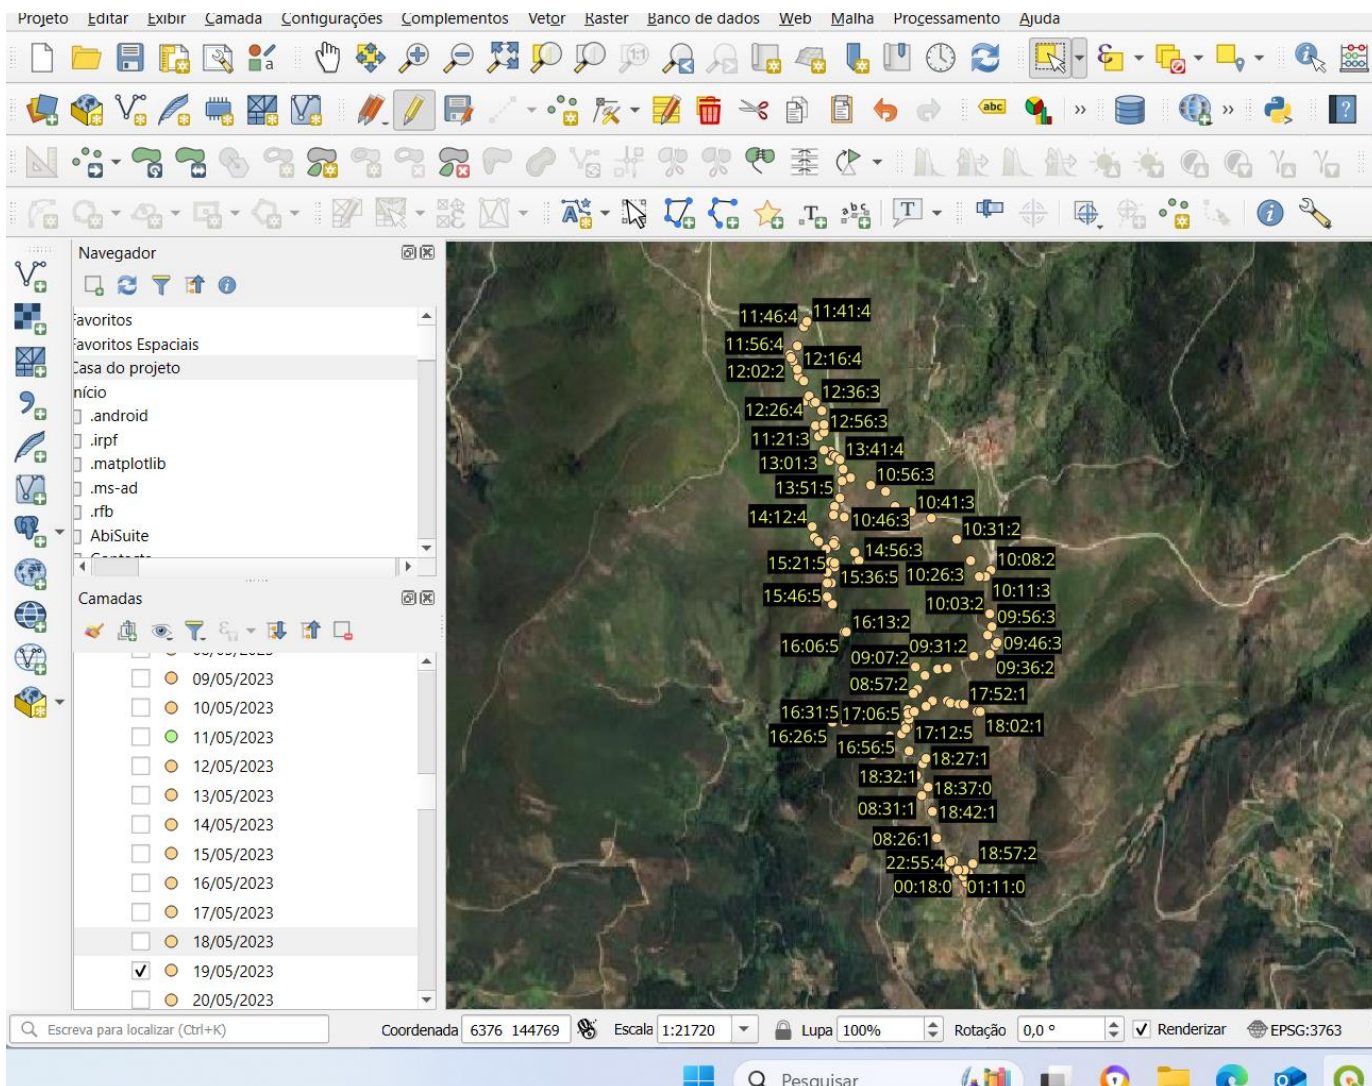 Projeto Editar Exibir Camada Configurações Complementos Vetor Raster Banco de dados Web Malha Processamento Ajuda
1:1
a
abc
»
»
?
T
abc
T
Navegador
Favoritos
Favoritos Espaciais
Casa do projeto
Início
.android
.irpf
.matplotlib
.ms-ad
.rfb
AbiSuite
Camadas
09/05/2023
10/05/2023
11/05/2023
12/05/2023
13/05/2023
14/05/2023
15/05/2023
16/05/2023
17/05/2023
18/05/2023
19/05/2023
20/05/2023
11:46:4 11:41:4
11:56:4
12:16:4
12:02:2
12:36:3
12:26:4
12:56:3
11:21:3
13:41:4
13:01:3
10:56:3
13:51:5
10:41:3
14:12:4 10:46:3
10:31:2
14:56:3
15:21:5 10:08:2
15:36:5 10:26:3
10:11:3
15:46:5 10:03:2
09:56:3
16:13:2
16:06:5 09:31:2 09:46:3
09:07:2
09:36:2
08:57:2
17:52:1
16:31:5 17:06:5
18:02:1
16:26:5 17:12:5
16:56:5
18:27:1
18:32:1
18:37:0
08:31:1 18:42:1
08:26:1
18:57:2
22:55:4
00:18:0 01:11:0
Escreva para localizar (Ctrl+K) Coordenada 6376 144769 Escala 1:21720 Lupa 100% Rotação 0,0 ° Renderizar EPSG:3763
Pesquisar